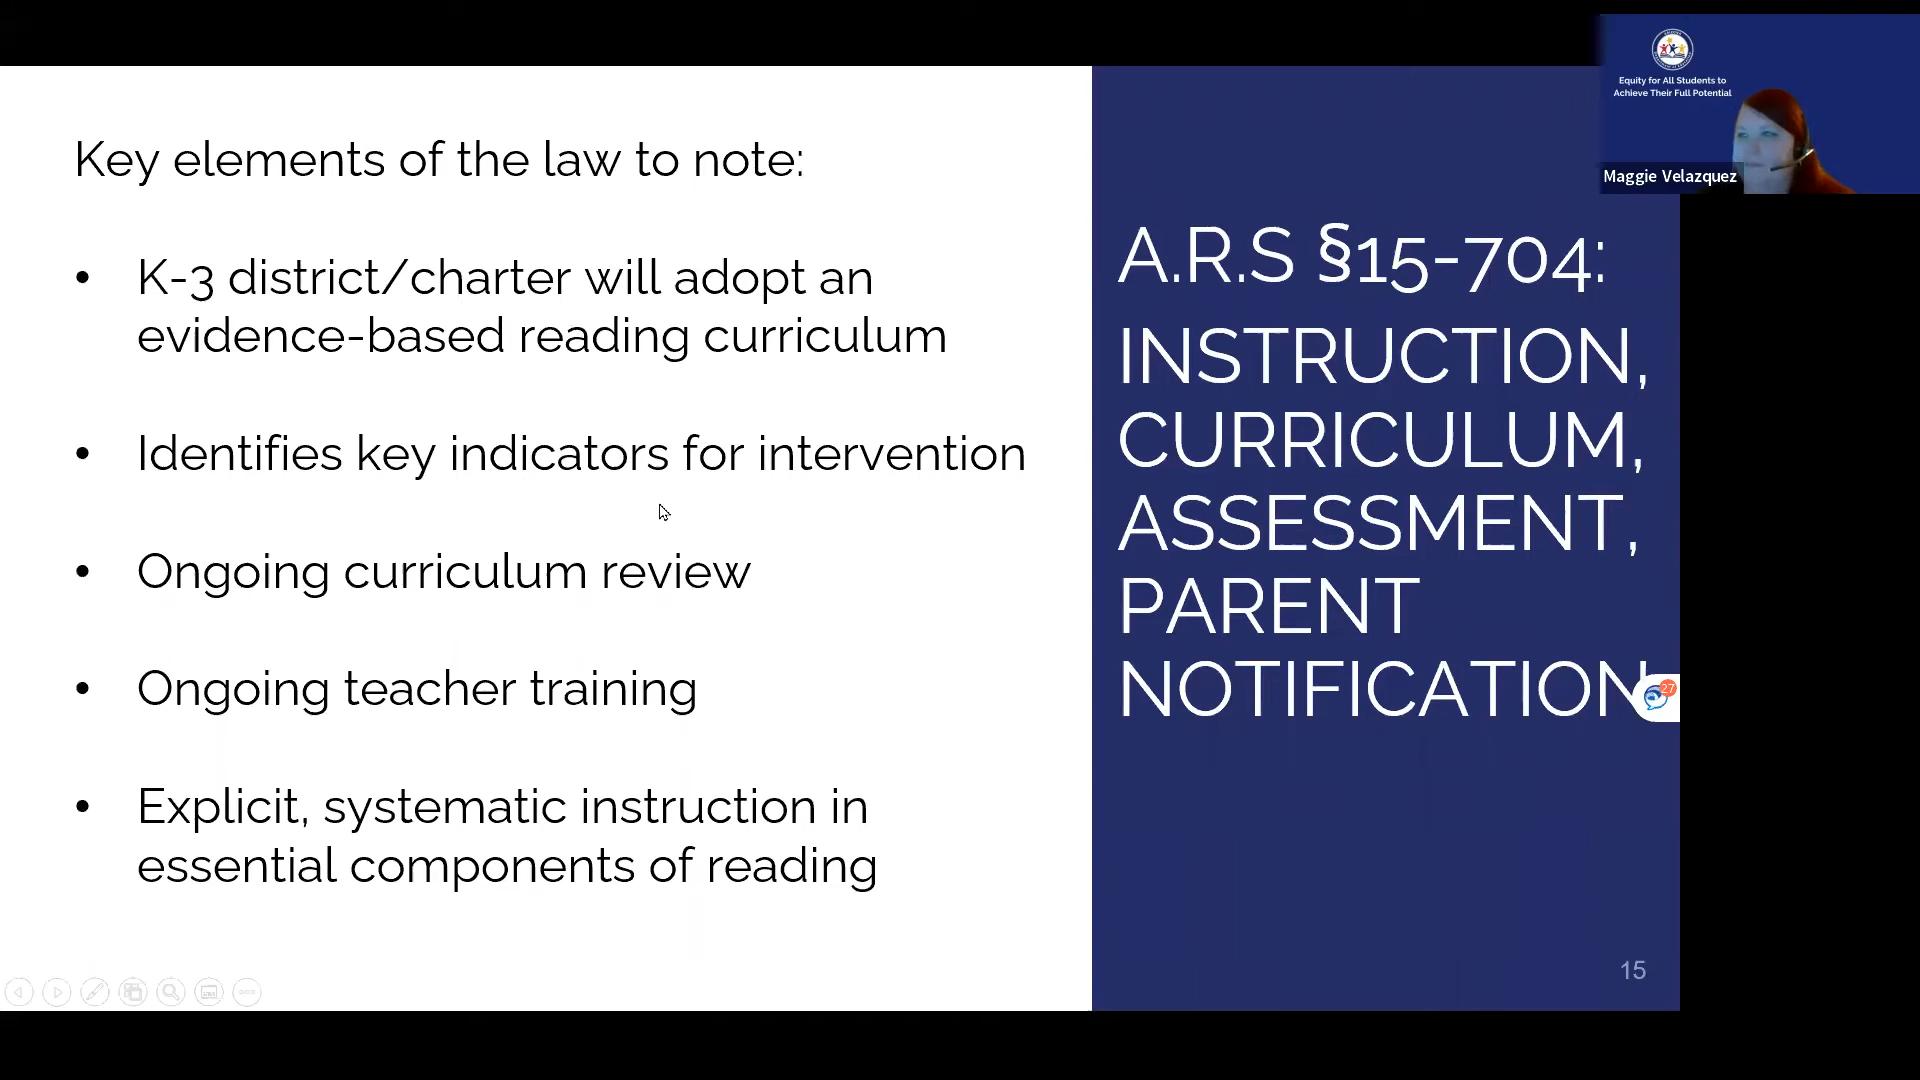 Key elements of the law to note:
• K-3 district/charter will adopt an
evidence-based reading curriculum
• Identifies key indicators for intervention
• Ongoing curriculum review
• Ongoing teacher training
• Explicit, systematic instruction in
essential components of reading
A.R.S §15-704:
INSTRUCTION,
CURRICULUM,
ASSESSMENT,
PARENT
NOTIFICATION
27
15
Equity for All Students to
Achieve Their Full Potential
Maggie Velazquez